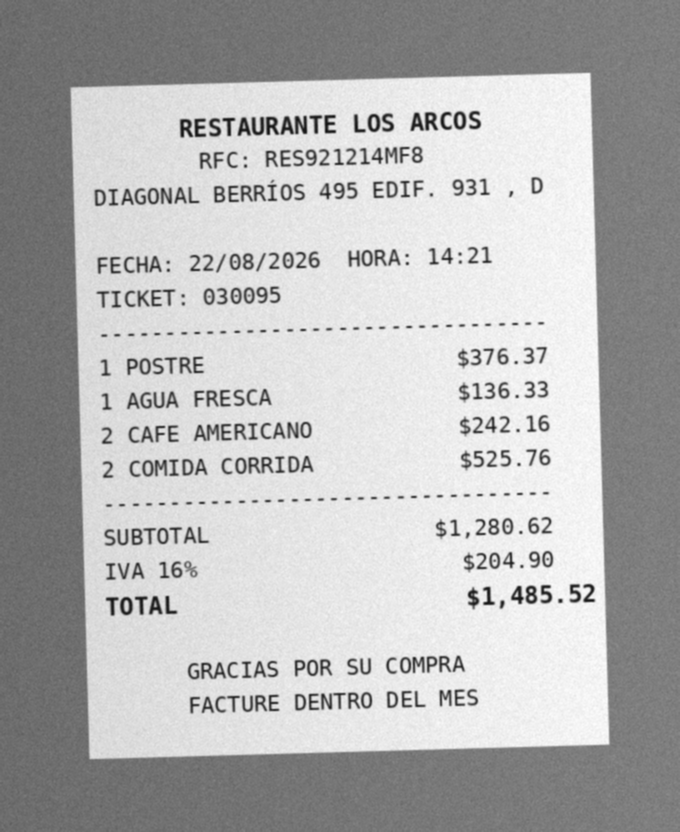 RESTAURANTE LOS ARCOS
RFC: RES921214MF8
DIAGONAL BERRÍOS 495 EDIF. 931 , D
FECHA: 22/08/2026 HORA: 14:21
TICKET: 030095
----------------------------------
1 POSTRE $376.37
1 AGUA FRESCA $136.33
2 CAFE AMERICANO $242.16
2 COMIDA CORRIDA $525.76
----------------------------------
SUBTOTAL $1,280.62
IVA 16% $204.90
TOTAL $1,485.52
GRACIAS POR SU COMPRA
FACTURE DENTRO DEL MES